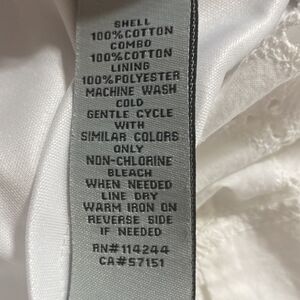 SHELL
100%COTTON
COMBO
100%COTTON
LINING
100%POLYESTER
MACHINE WASH
COLD
GENTLE CYCLE
WITH
SIMILAR COLORS
ONLY
NON-CHLORINE
BLEACH
WHEN NEEDED
LINE DRY
WARM IRON ON
REVERSE SIDE
IF NEEDED
RN#114244
CA#57151